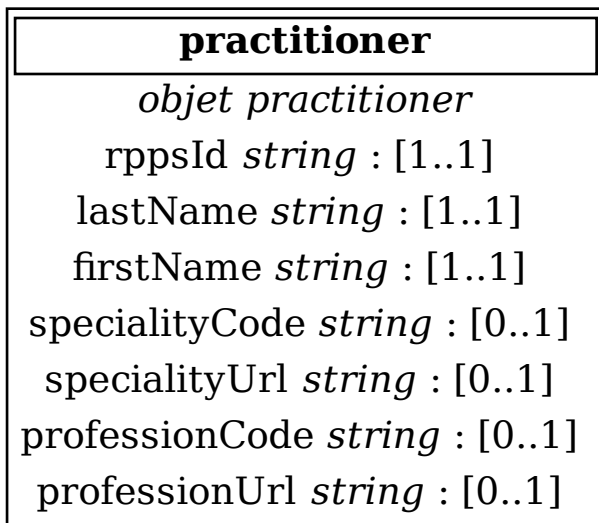 practitioner
objet practitioner
rppsId string : [1..1]
lastName string : [1..1]
firstName string : [1..1]
specialityCode string : [0..1]
specialityUrl string : [0..1]
professionCode string : [0..1]
professionUrl string : [0..1]